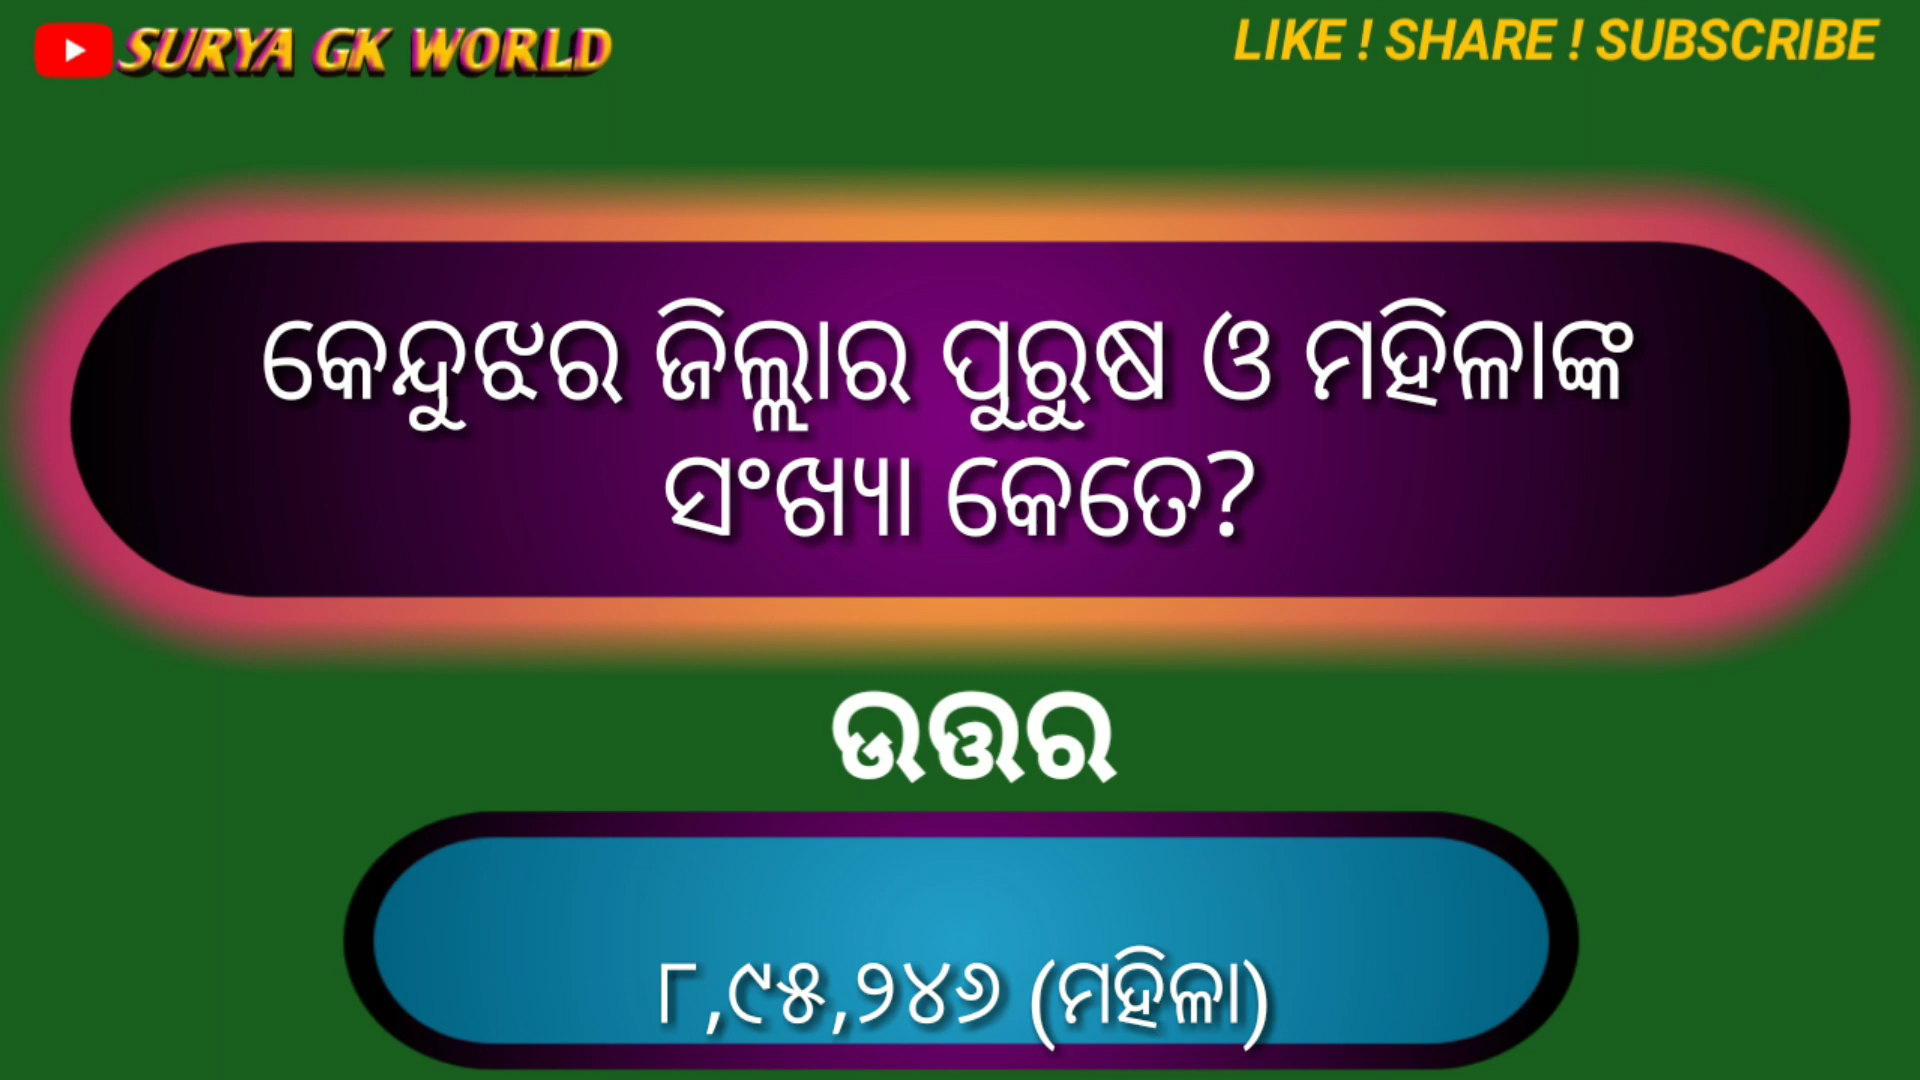 SURYA GK WORLD
LIKE ! SHARE ! SUBSCRIBE
କେନ୍ଦୁଝର ଜିଲ୍ଲାର ପୁରୁଷ ଓ ମହିଳାଙ୍କ
ସଂଖ୍ୟା କେତେ?
ଉତ୍ତର
୮,୯୫,୨୪୬ (ମହିଳା)